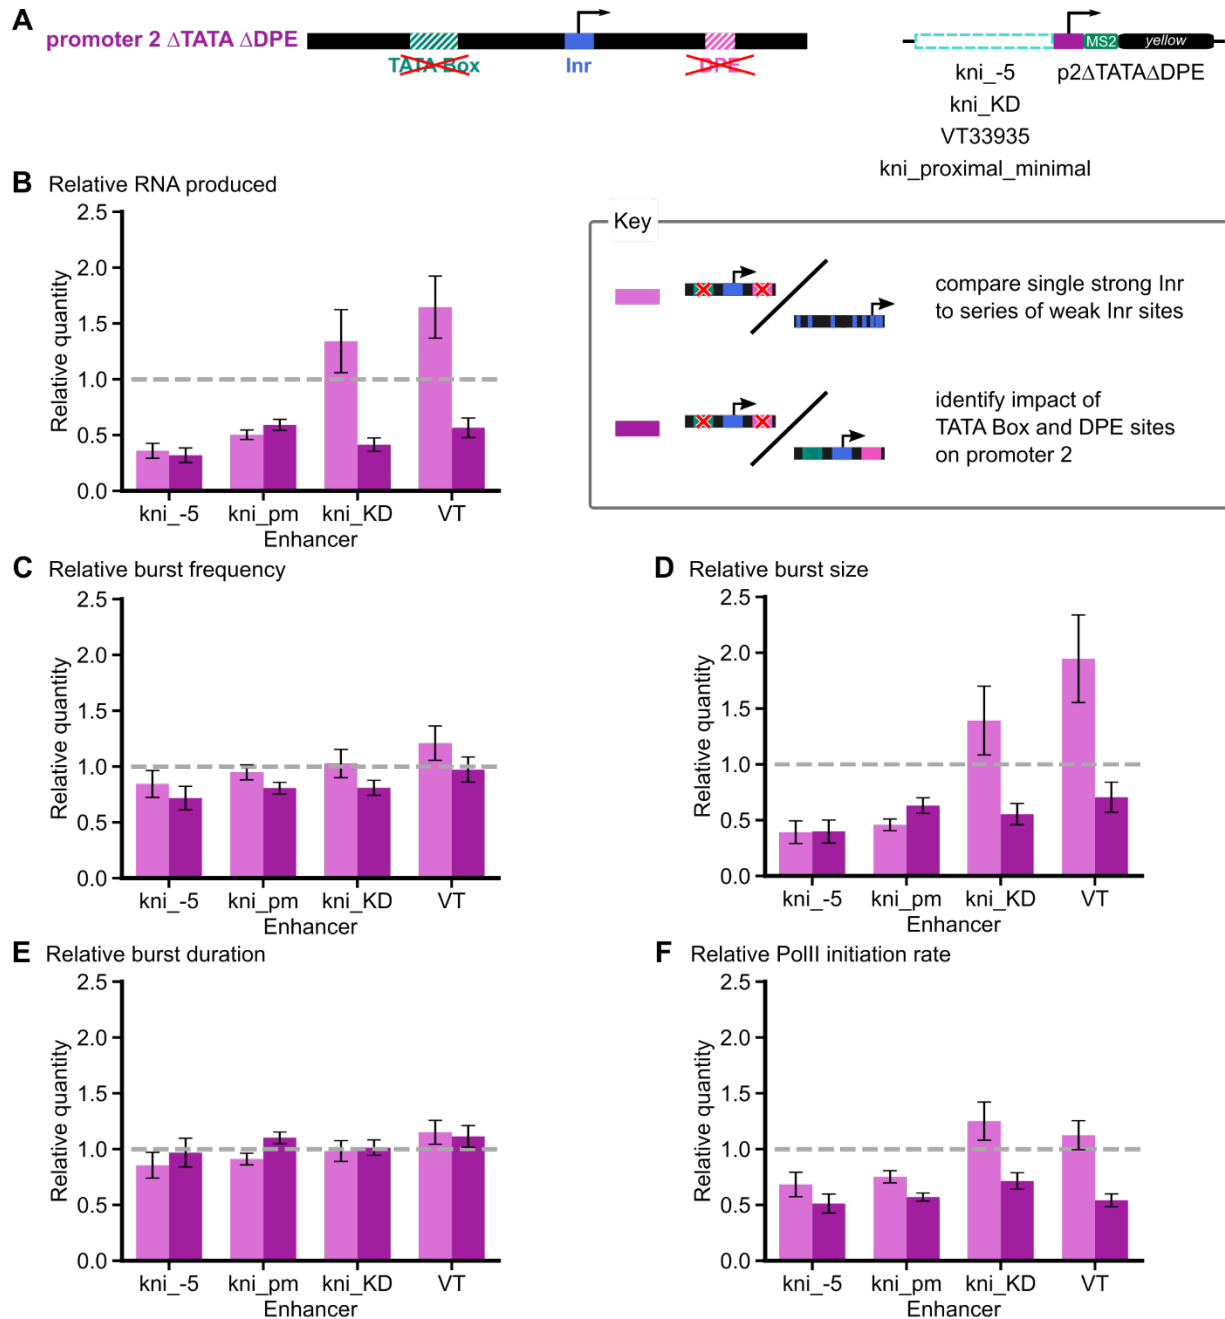 A
promoter 2 ΔTATA ΔDPE
TATA Box
Inr
DPE
MS2
yellow
kni_-5
p2ΔTATAΔDPE
kni_KD
VT33935
kni_proximal_minimal
B Relative RNA produced
Relative quantity
2.5
2.0
1.5
1.0
0.5
0.0
kni_-5 kni_pm kni_KD VT
Enhancer
Key
compare single strong Inr
to series of weak Inr sites
identify impact of
TATA Box and DPE sites
on promoter 2
C Relative burst frequency
Relative quantity
2.5
2.0
1.5
1.0
0.5
0.0
kni_-5 kni_pm kni_KD VT
Enhancer
D Relative burst size
Relative quantity
2.5
2.0
1.5
1.0
0.5
0.0
kni_-5 kni_pm kni_KD VT
Enhancer
E Relative burst duration
Relative quantity
2.5
2.0
1.5
1.0
0.5
0.0
kni_-5 kni_pm kni_KD VT
Enhancer
F Relative PolII initiation rate
Relative quantity
2.5
2.0
1.5
1.0
0.5
0.0
kni_-5 kni_pm kni_KD VT
Enhancer